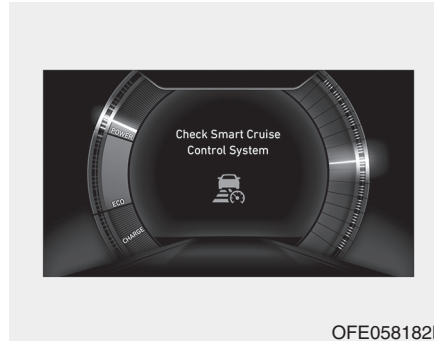 Check Smart Cruise
Control System
POWER
ECO
CHARGE
OFE058182